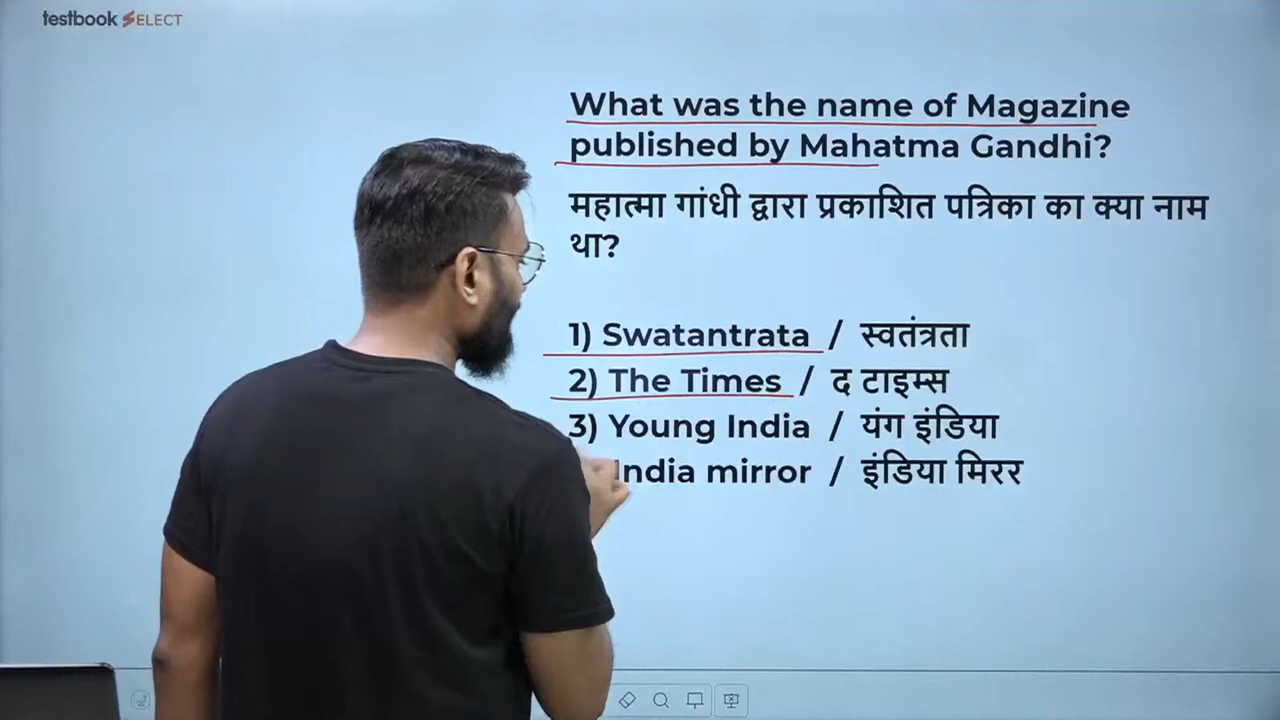 testbook SELECT
What was the name of Magazine
published by Mahatma Gandhi?
महात्मा गांधी द्वारा प्रकाशित पत्रिका का क्या नाम
था?
1) Swatantrata / स्वतंत्रता
2) The Times / द टाइम्स
3) Young India / यंग इंडिया
India mirror / इंडिया मिरर